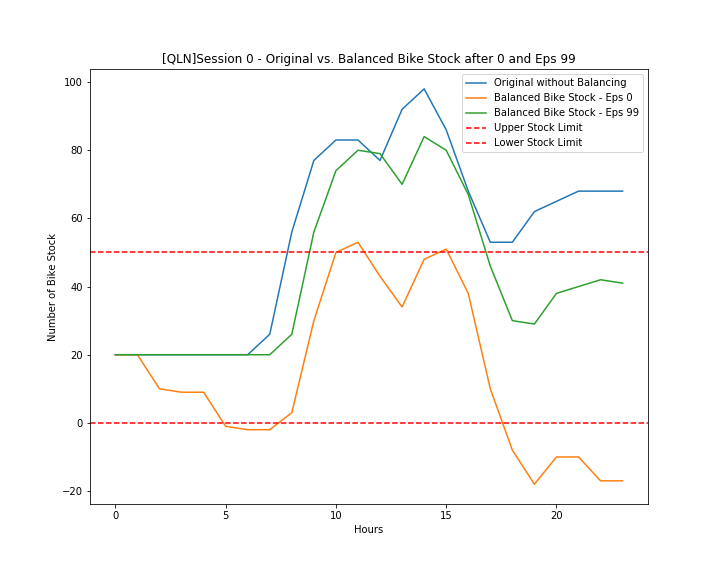 [QLN]Session 0 - Original vs. Balanced Bike Stock after 0 and Eps 99
Original without Balancing
Balanced Bike Stock - Eps 0
Balanced Bike Stock - Eps 99
Upper Stock Limit
Lower Stock Limit
Number of Bike Stock
100
80
60
40
20
0
−20
0
5
10
15
20
Hours